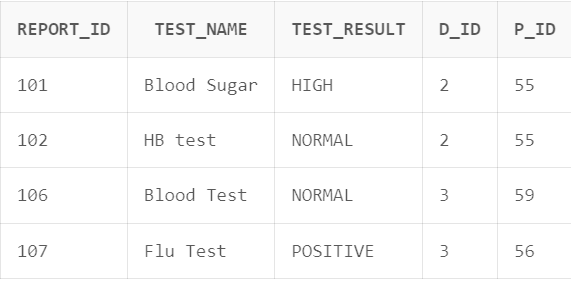 REPORT_ID TEST_NAME TEST_RESULT D_ID P_ID
101 Blood Sugar HIGH 2 55
102 HB test NORMAL 2 55
106 Blood Test NORMAL 3 59
107 Flu Test POSITIVE 3 56